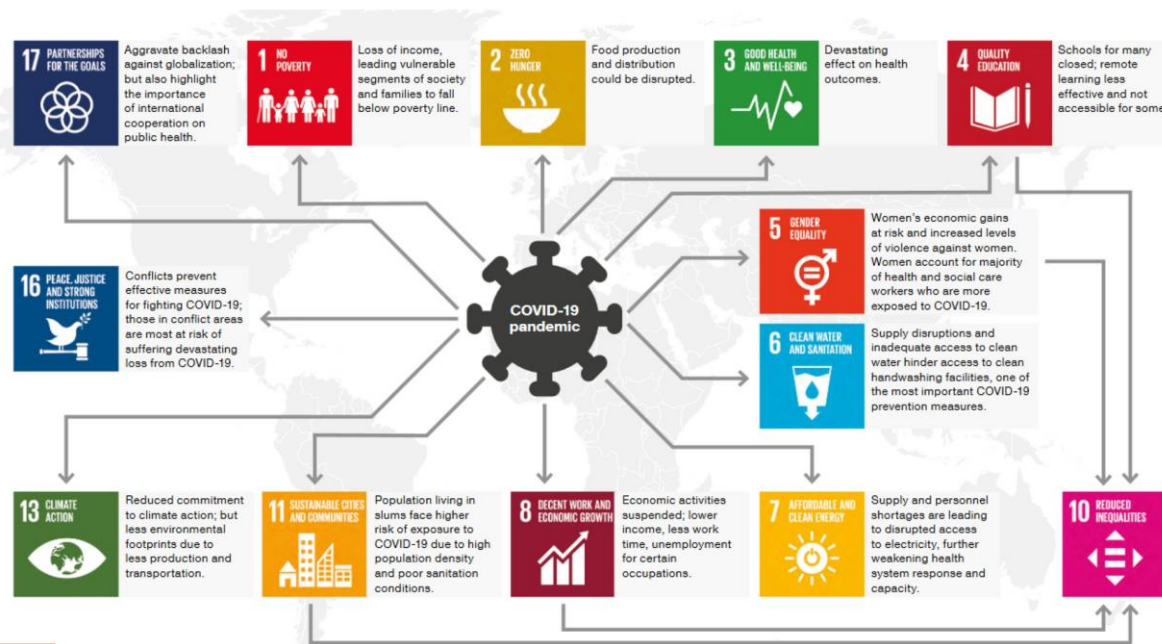 17 PARTNERSHIPS
FOR THE GOALS
Aggravate backlash
against globalization;
but also highlight
the importance
of international
cooperation on
public health.
1 NO
POVERTY
Loss of income,
leading vulnerable
segments of society
and families to fall
below poverty line.
2 ZERO
HUNGER
Food production
and distribution
could be disrupted.
3 GOOD HEALTH
AND WELL-BEING
Devastating
effect on health
outcomes.
4 QUALITY
EDUCATION
Schools for many
closed; remote
learning less
effective and not
accessible for some
16 PEACE, JUSTICE
AND STRONG
INSTITUTIONS
Conflicts prevent
effective measures
for fighting COVID-19;
those in conflict areas
are most at risk of
suffering devastating
loss from COVID-19.
COVID-19
pandemic
5 GENDER
EQUALITY
Women's economic gains
at risk and increased levels
of violence against women.
Women account for majority
of health and social care
workers who are more
exposed to COVID-19.
6 CLEAN WATER
AND SANITATION
Supply disruptions and
inadequate access to clean
water hinder access to clean
handwashing facilities, one of
the most important COVID-19
prevention measures.
13 CLIMATE
ACTION
Reduced commitment
to climate action; but
less environmental
footprints due to
less production and
transportation.
11 SUSTAINABLE CITIES
AND COMMUNITIES
Population living in
slums face higher
risk of exposure to
COVID-19 due to high
population density
and poor sanitation
conditions.
8 DECENT WORK AND
ECONOMIC GROWTH
Economic activities
suspended; lower
income, less work
time, unemployment
for certain
occupations.
7 AFFORDABLE AND
CLEAN ENERGY
Supply and personnel
shortages are leading
to disrupted access
to electricity, further
weakening health
system response and
capacity.
10 REDUCED
INEQUALITIES